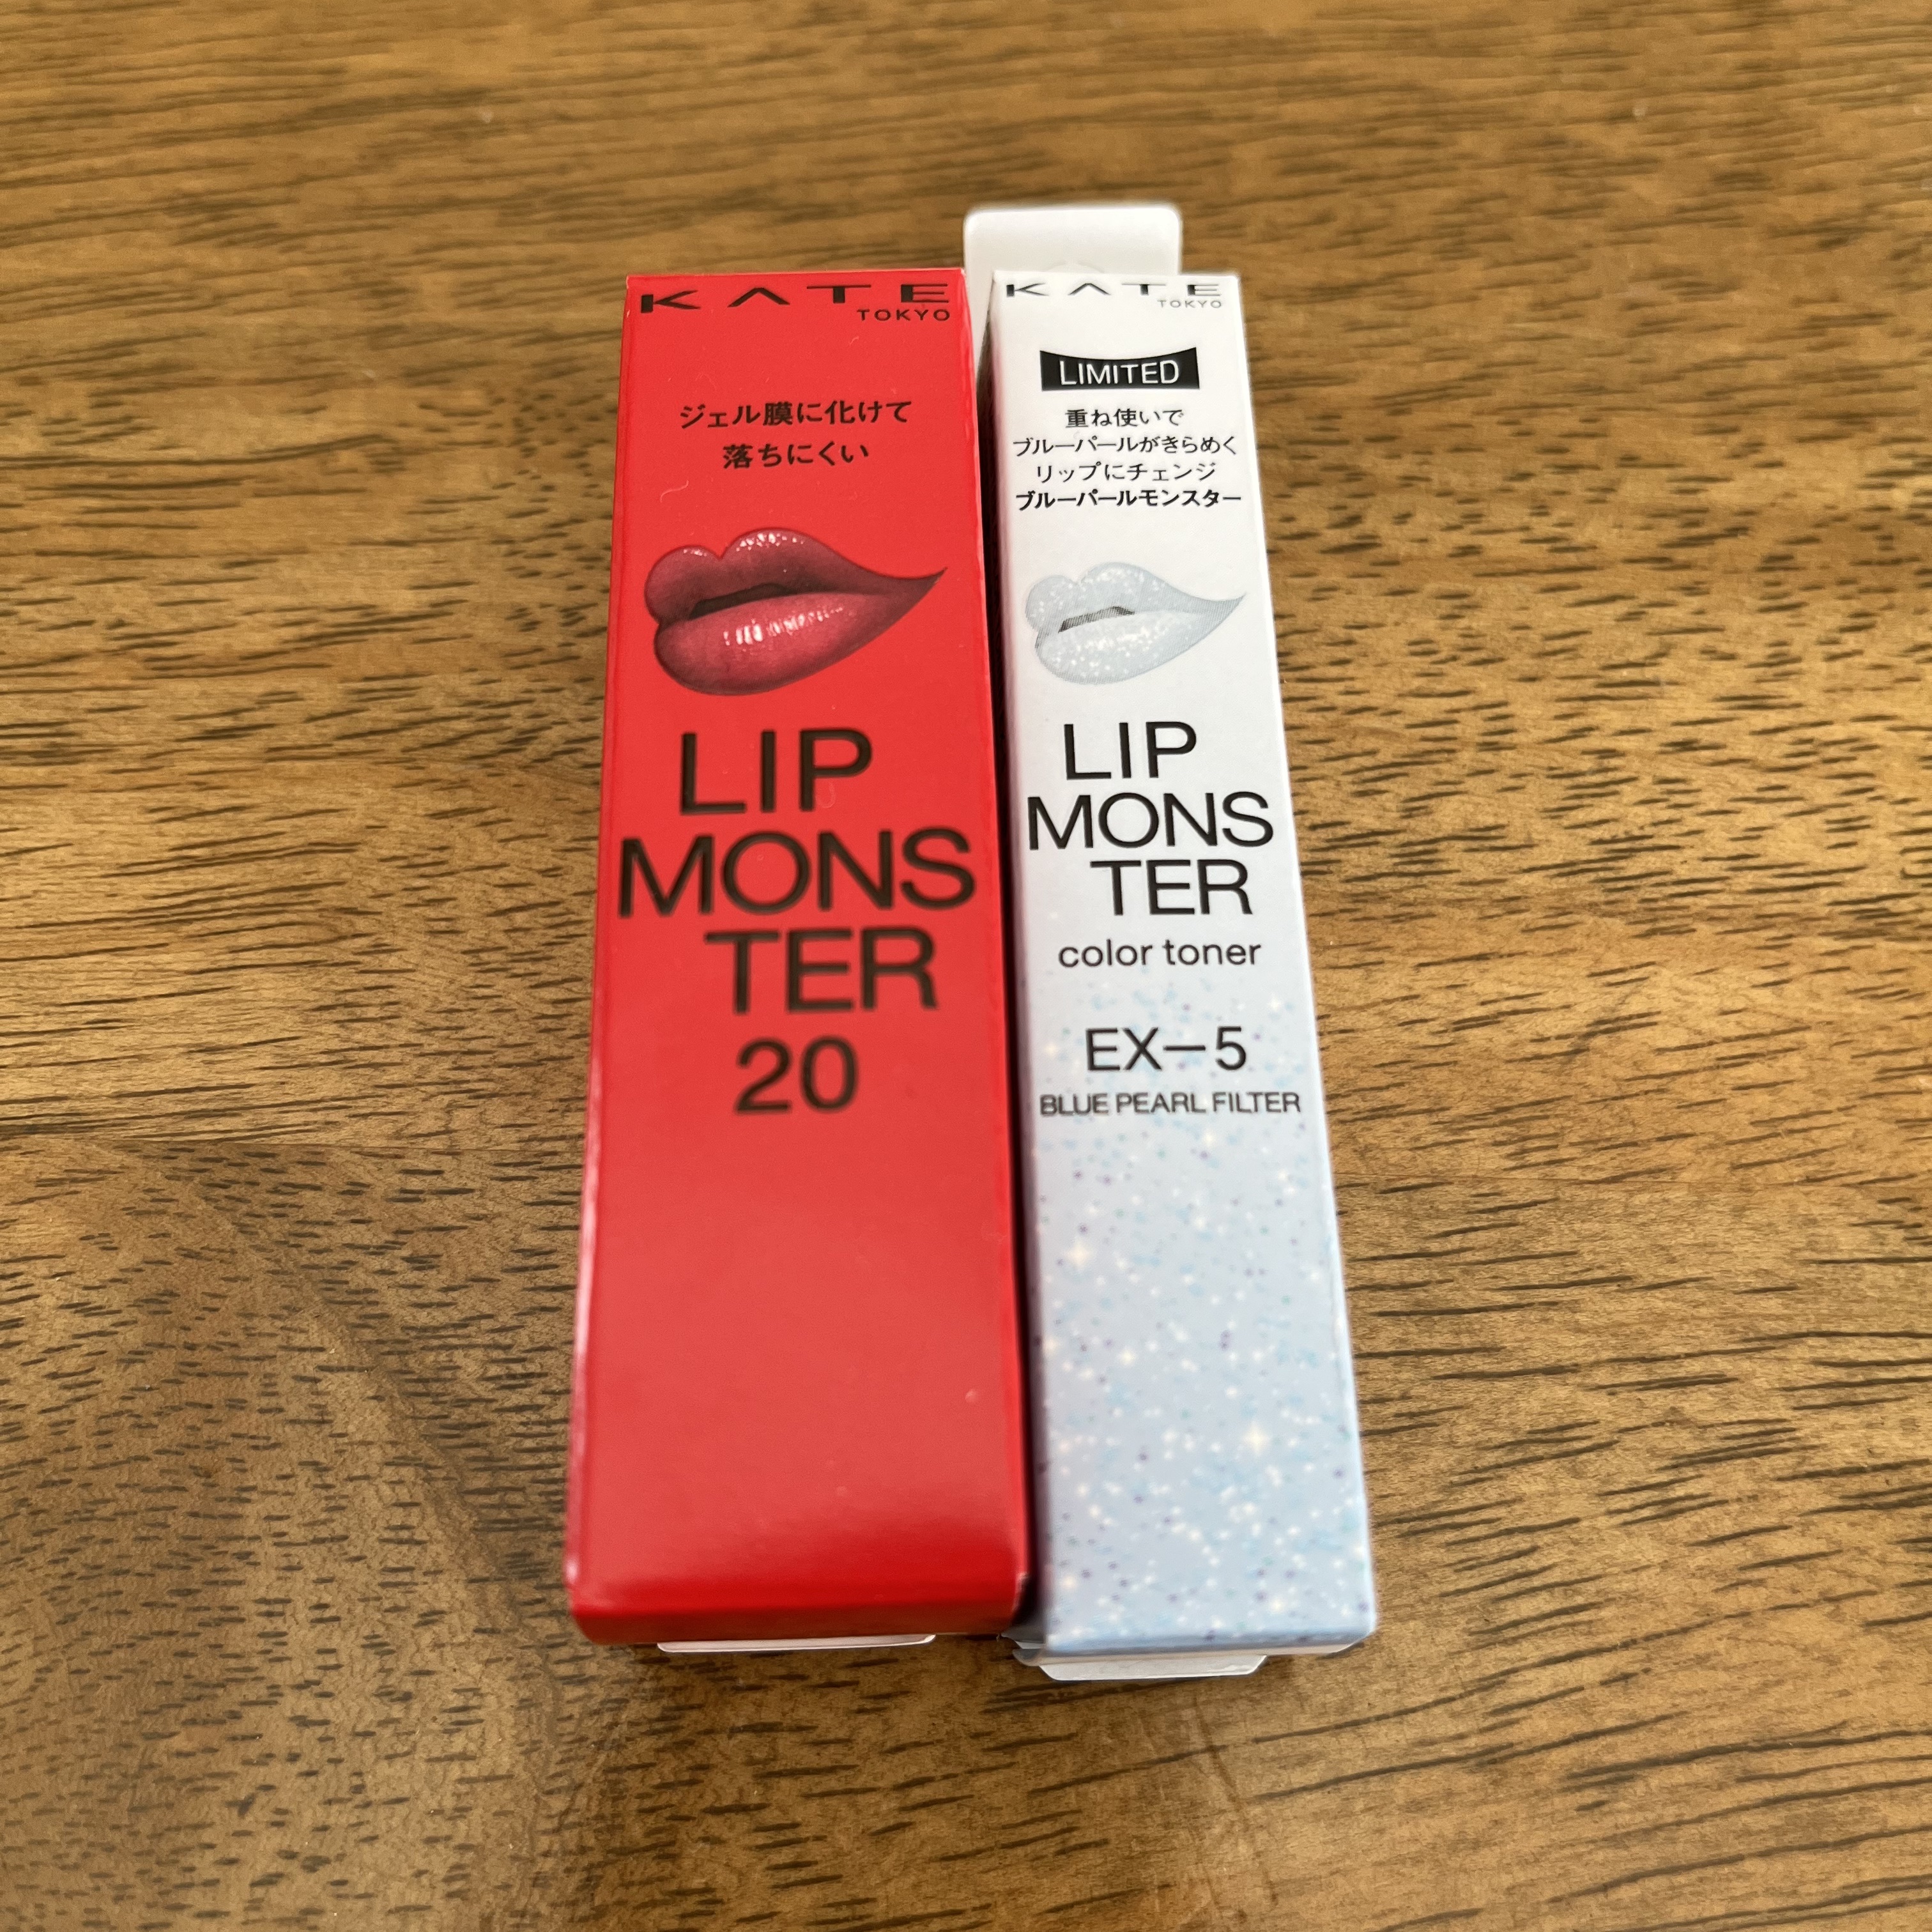 KATE
TOKYO
ジェル膜に化けて
落ちにくい
LIP
MONS
TER
20
KATE
TOKYO
LIMITED
重ね使いで
ブルーパールがきらめく
リップにチェンジ
ブルーパールモンスター
LIP
MONS
TER
color toner
EX-5
BLUE PEARL FILTER